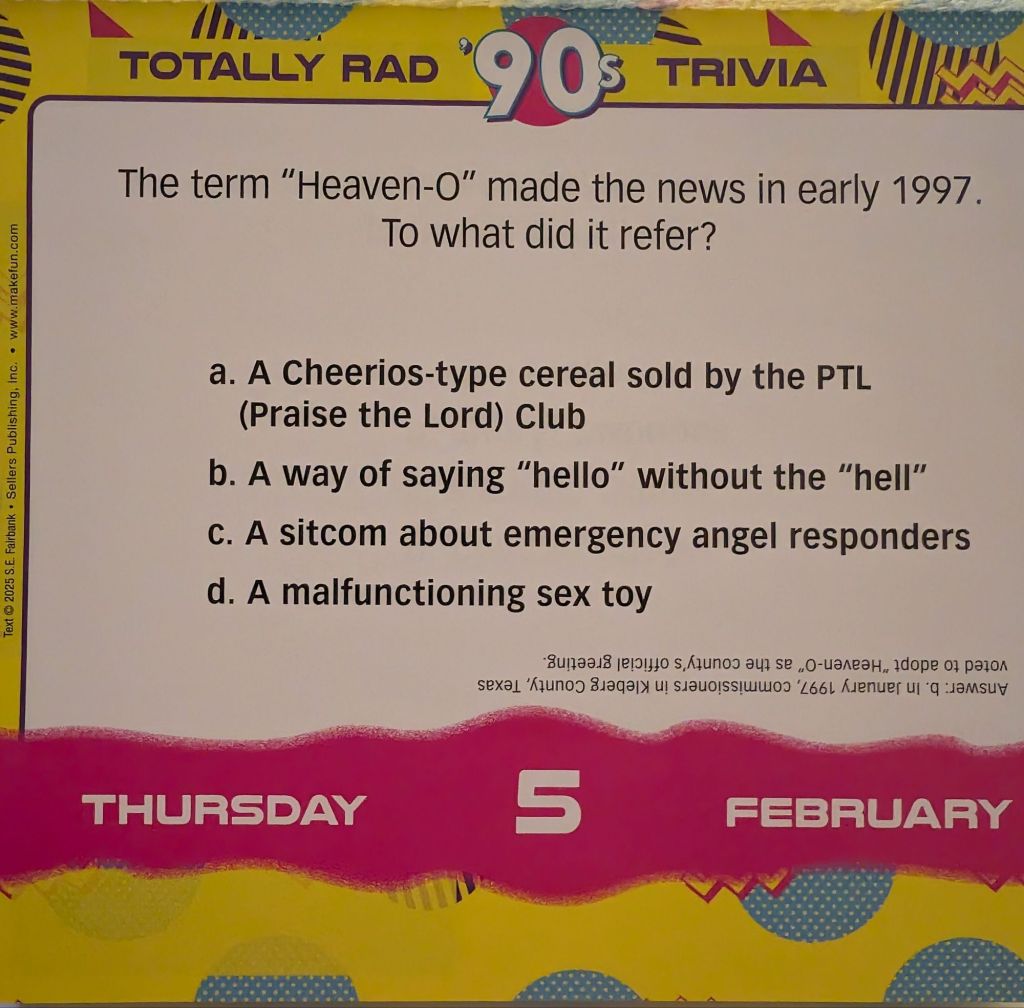 TOTALLY RAD '90s TRIVIA
The term “Heaven-O” made the news in early 1997.
To what did it refer?
a. A Cheerios-type cereal sold by the PTL
(Praise the Lord) Club
b. A way of saying “hello” without the “hell”
c. A sitcom about emergency angel responders
d. A malfunctioning sex toy
Answer: b. In January 1997, commissioners in Kleberg County, Texas
voted to adopt “Heaven-O” as the county’s official greeting.
THURSDAY 5 FEBRUARY
Text © 2025 S.E. Fairbank • Sellers Publishing, Inc. • www.makefun.com